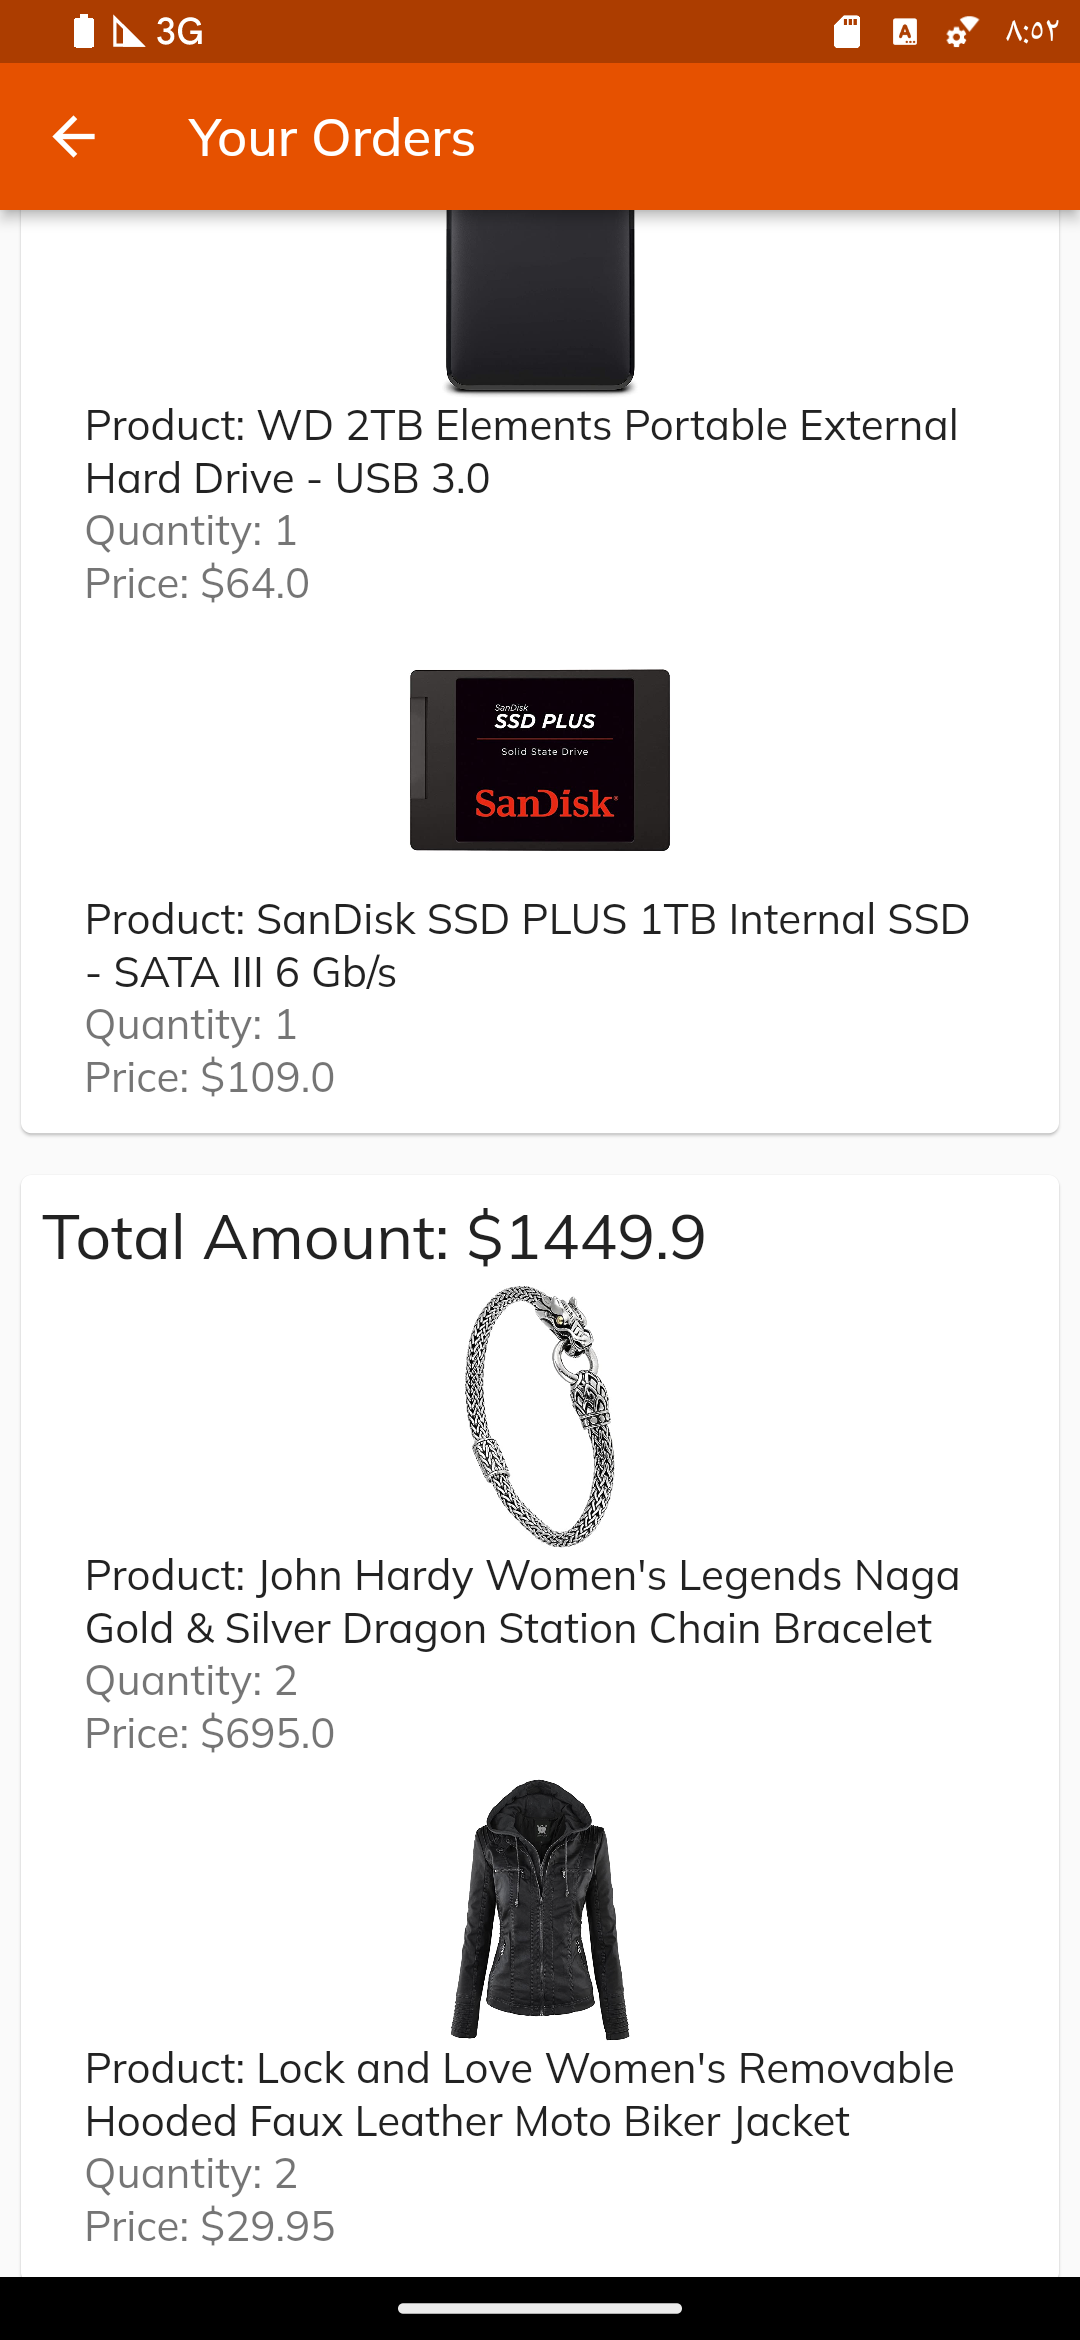 3G
٨:٥٢
Your Orders
Product: WD 2TB Elements Portable External
Hard Drive - USB 3.0
Quantity: 1
Price: $64.0
SanDisk
SSD PLUS
Solid State Drive
SanDisk
Product: SanDisk SSD PLUS 1TB Internal SSD
- SATA III 6 Gb/s
Quantity: 1
Price: $109.0
Total Amount: $1449.9
Product: John Hardy Women's Legends Naga
Gold & Silver Dragon Station Chain Bracelet
Quantity: 2
Price: $695.0
Product: Lock and Love Women's Removable
Hooded Faux Leather Moto Biker Jacket
Quantity: 2
Price: $29.95